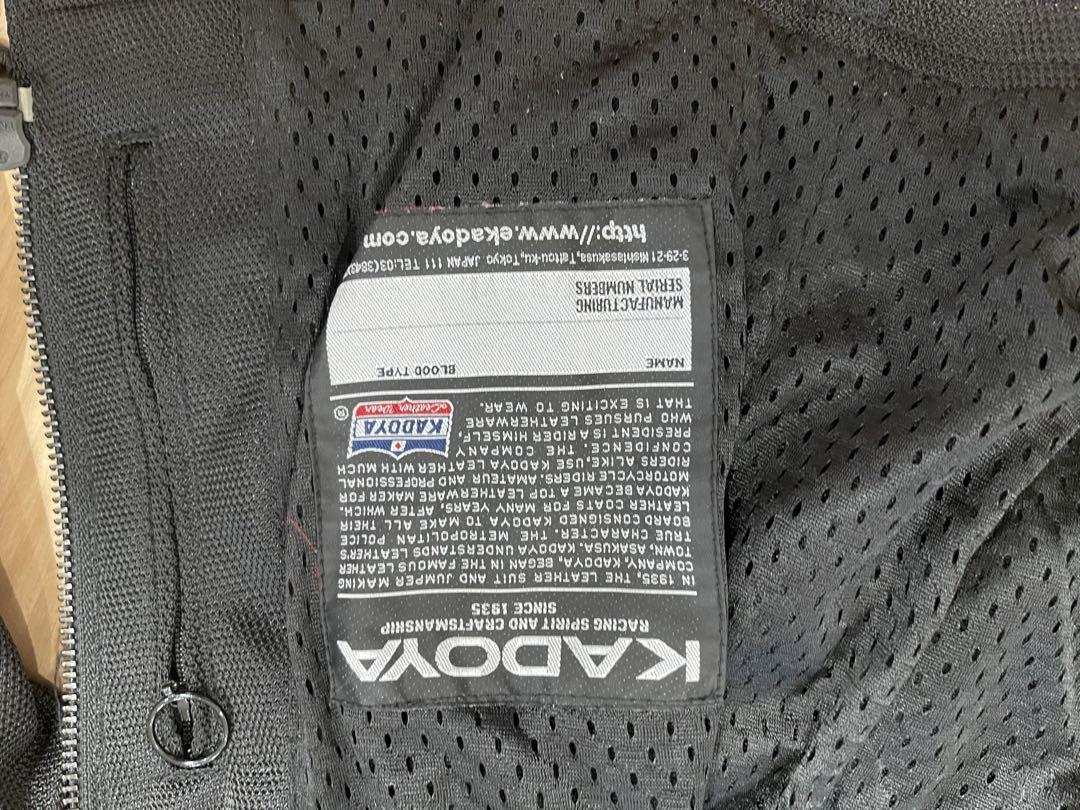 KADOYA
RACING SPIRIT AND CRAFTSMANSHIP
SINCE 1935
IN 1935, THE LEATHER SUIT AND JUMPER MAKING
COMPANY, KADOYA, BEGAN IN THE FAMOUS LEATHER
TOWN, ASAKUSA. KADOYA UNDERSTANDS LEATHER'S
TRUE CHARACTER. THE METROPOLITAN POLICE
BOARD CONSIGNED KADOYA TO MAKE ALL THEIR
LEATHER COATS FOR MANY YEARS, AFTER WHICH,
KADOYA BECAME A TOP LEATHERWARE MAKER FOR
MOTORCYCLE RIDERS. AMATEUR AND PROFESSIONAL
RIDERS ALIKE, USE KADOYA LEATHER WITH MUCH
CONFIDENCE. THE COMPANY
PRESIDENT IS A RIDER HIMSELF,
WHO PURSUES LEATHERWARE
THAT IS EXCITING TO WEAR.
KADOYA
Leather Wear
®
NAME BLOOD TYPE
MANUFACTURING
SERIAL NUMBERS
3-29-21 Nishiasakusa,Taitou-ku,Tokyo JAPAN 111 TEL:03(3843)
http://www.ekadoya.com